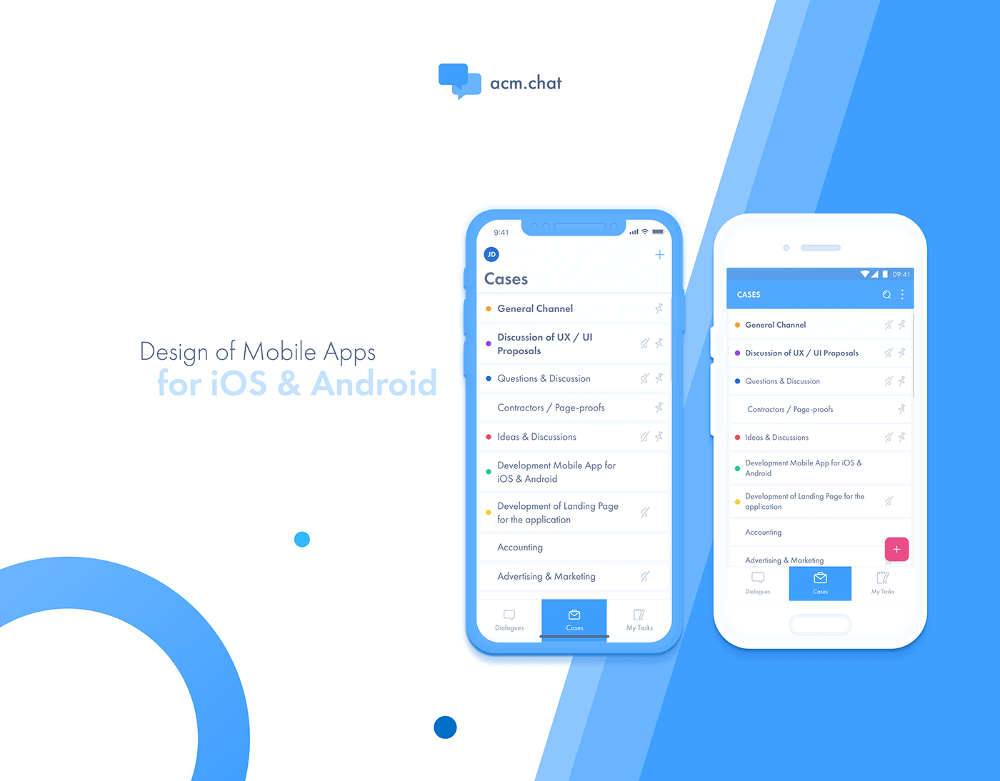 acm.chat
Design of Mobile Apps
for iOS & Android
9:41
JD
+
Cases
General Channel
Discussion of UX / UI
Proposals
Questions & Discussion
Contractors / Page-proofs
Ideas & Discussions
Development Mobile App for
iOS & Android
Development of Landing Page
for the application
Accounting
Advertising & Marketing
Dialogues
Cases
My Tasks
09:41
CASES
General Channel
Discussion of UX / UI Proposals
Questions & Discussion
Contractors / Page-proofs
Ideas & Discussions
Development Mobile App for iOS &
Android
Development of Landing Page for the
application
Accounting
Advertising & Marketing
+
Dialogues
Cases
My Tasks